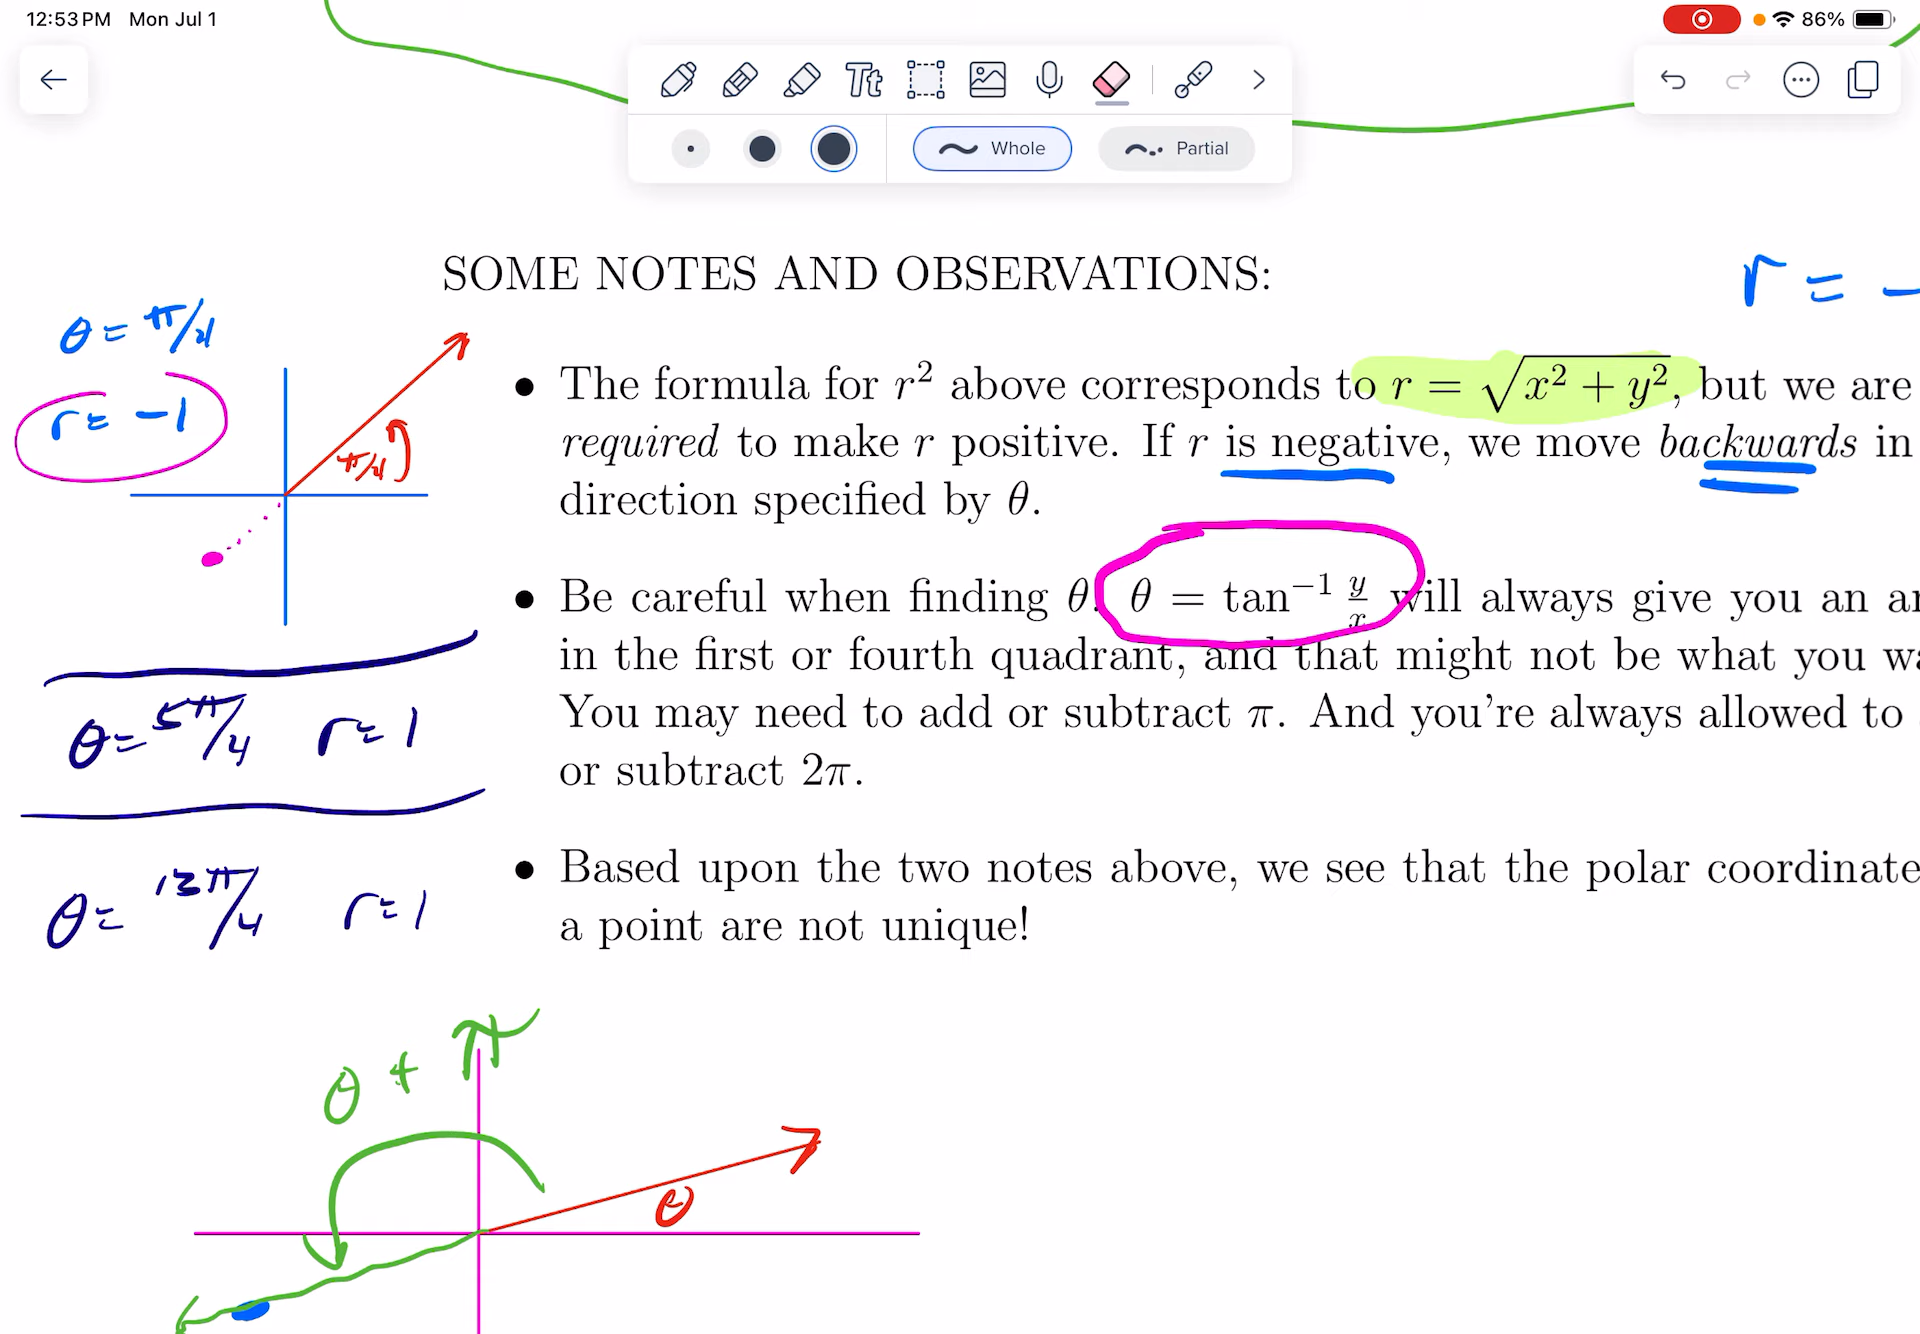 12:53 PM Mon Jul 1
86%
Tt
Whole
Partial
SOME NOTES AND OBSERVATIONS:
r = -
θ = π/4
r = -1
π/4
• The formula for r² above corresponds to r = √(x² + y²), but we are
required to make r positive. If r is negative, we move backwards in
direction specified by θ.
• Be careful when finding θ. θ = tan⁻¹ y/x will always give you an an
in the first or fourth quadrant, and that might not be what you wa
You may need to add or subtract π. And you're always allowed to
or subtract 2π.
θ = 5π/4 r = 1
θ = 13π/4 r = 1
• Based upon the two notes above, we see that the polar coordinate
a point are not unique!
θ + π
θ